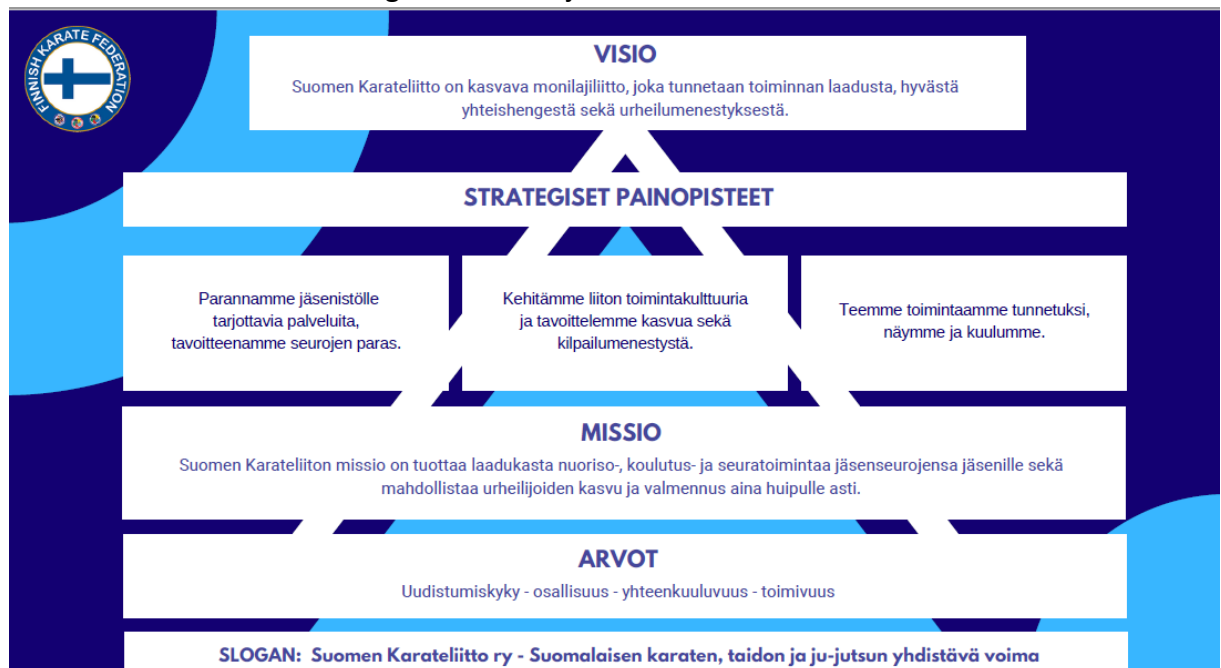 FINNISH KARATE FEDERATION
VISIO
Suomen Karateliitto on kasvava monilajiliitto, joka tunnetaan toiminnan laadusta, hyvästä
yhteishengestä sekä urheilumenestyksestä.
STRATEGISET PAINOPISTEET
Parannamme jäsenistölle
tarjottavia palveluita,
tavoitteenamme seurojen paras.
Kehitämme liiton toimintakulttuuria
ja tavoittelemme kasvua sekä
kilpailumenestystä.
Teemme toimintaamme tunnetuksi,
näymme ja kuulumme.
MISSIO
Suomen Karateliiton missio on tuottaa laadukasta nuoriso-, koulutus- ja seuratoimintaa jäsenseurojensa jäsenille sekä
mahdollistaa urheilijoiden kasvu ja valmennus aina huipulle asti.
ARVOT
Uudistumiskyky - osallisuus - yhteenkuuluvuus - toimivuus
SLOGAN: Suomen Karateliitto ry - Suomalaisen karaten, taidon ja ju-jutsun yhdistävä voima